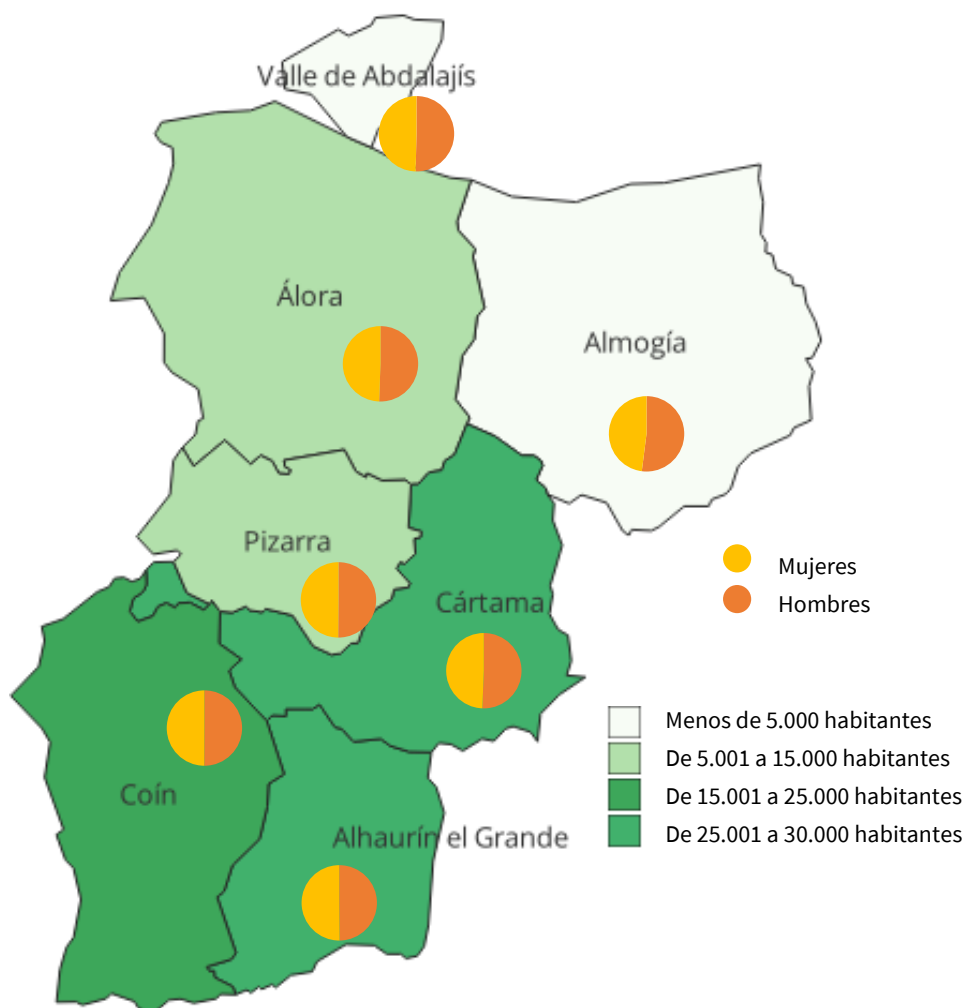 Valle de Abdalajís
Álora
Almogía
Pizarra
Mujeres
Cártama
Hombres
Menos de 5.000 habitantes
De 5.001 a 15.000 habitantes
Coín
De 15.001 a 25.000 habitantes
Alhaurín el Grande
De 25.001 a 30.000 habitantes